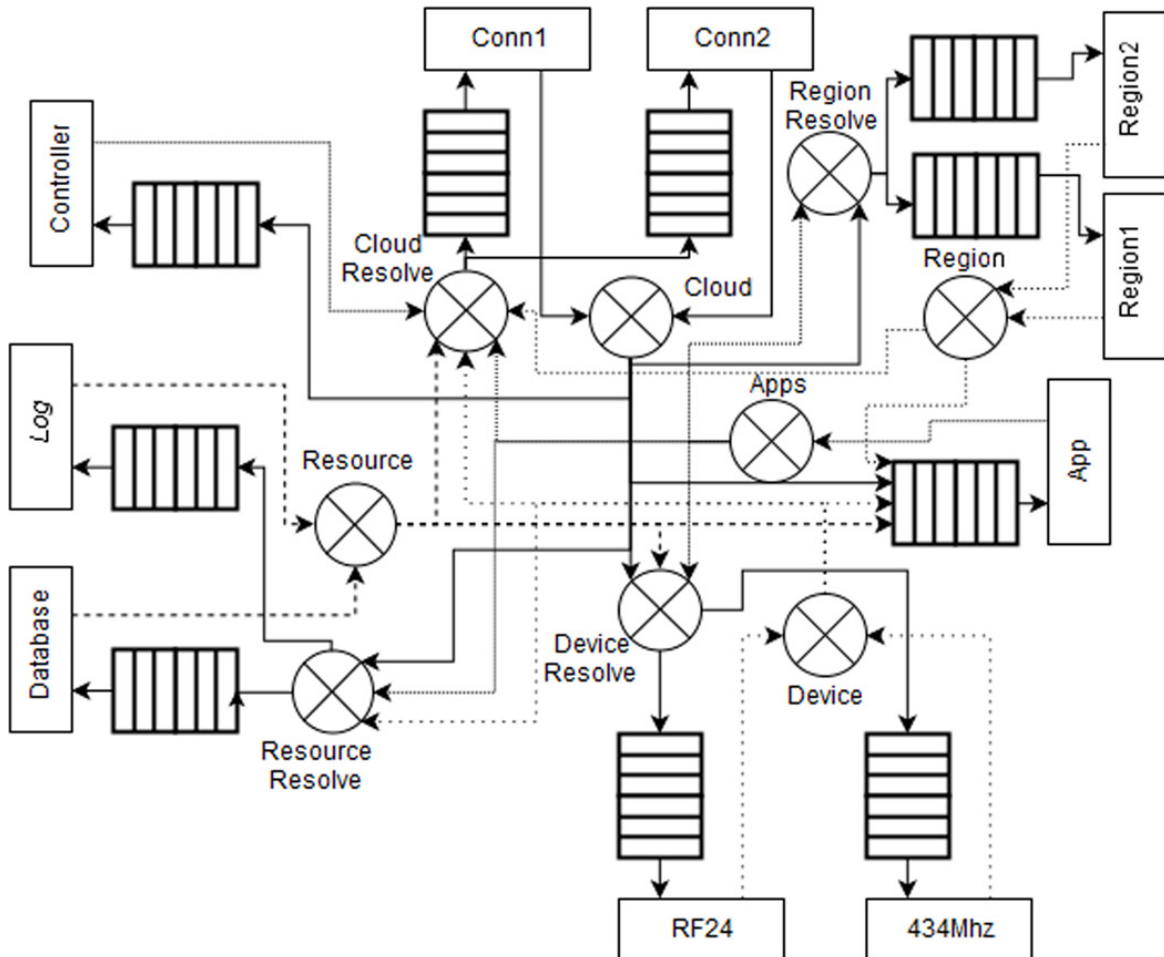 Conn1
Conn2
Region
Resolve
Region2
Controller
Cloud
Resolve
Cloud
Region
Region1
Log
Resource
Apps
App
Database
Device
Resolve
Device
Resource
Resolve
RF24
434Mhz